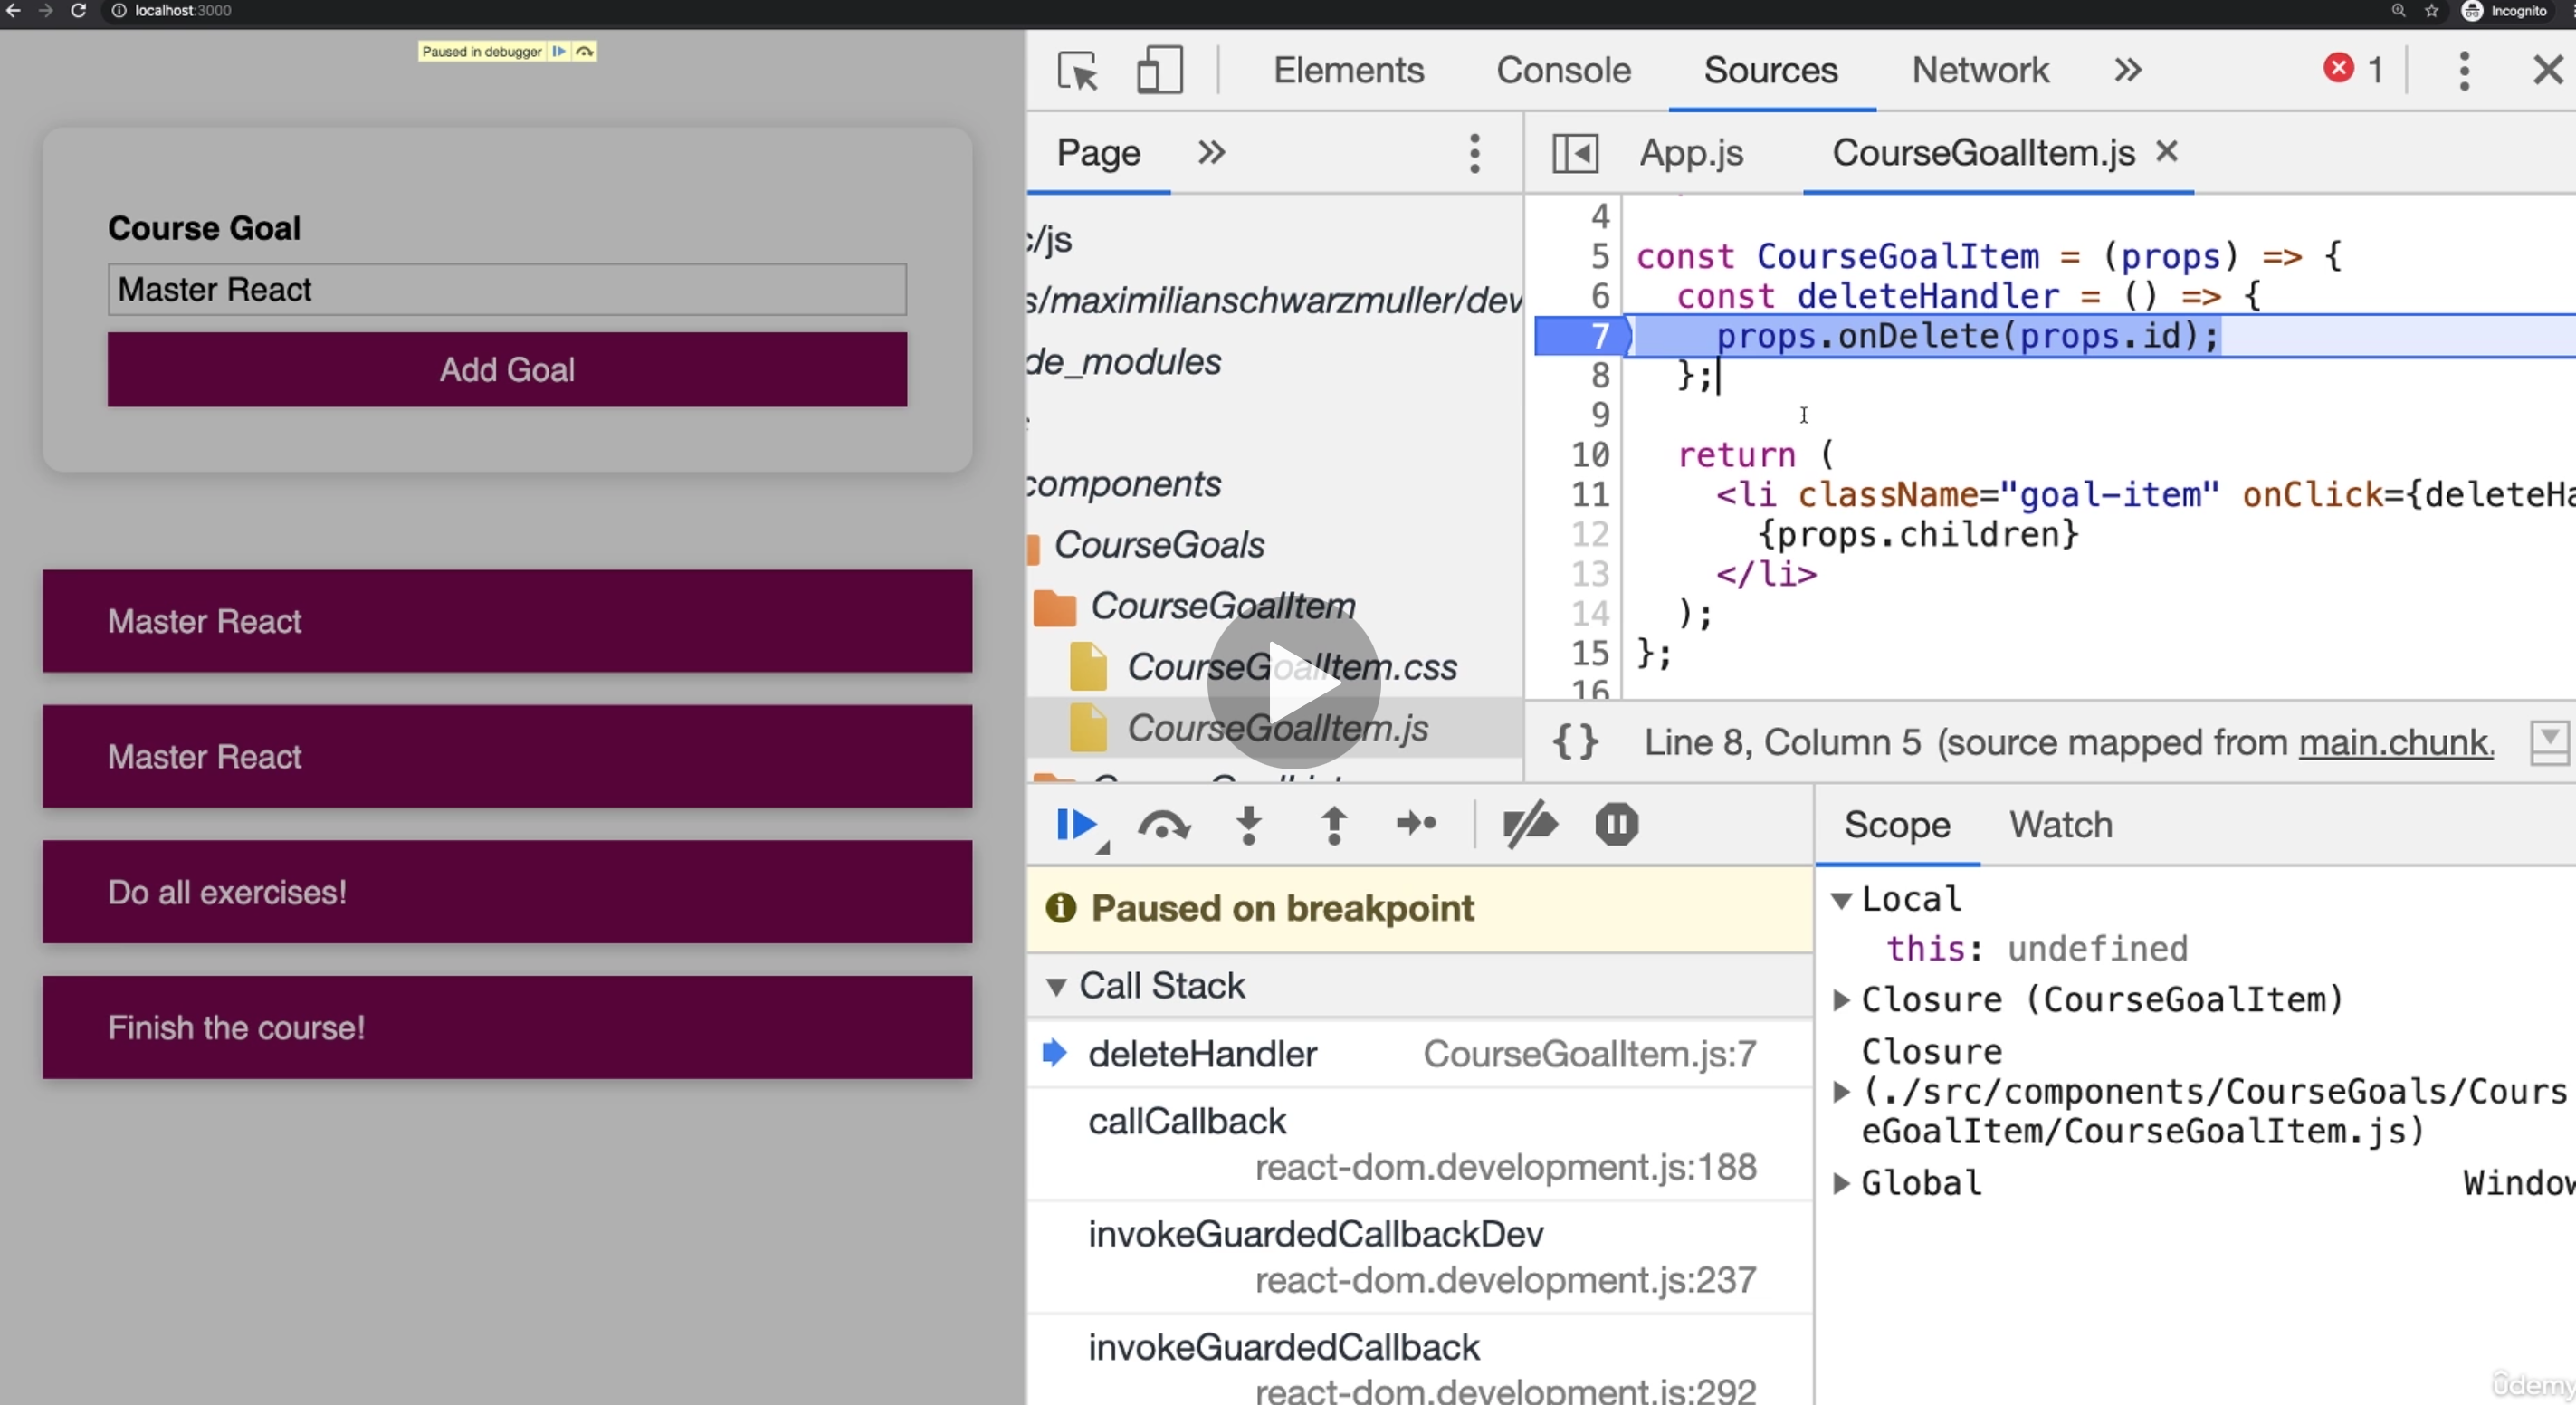 localhost:3000
Incognito
Paused in debugger
Course Goal
Master React
Add Goal
Master React
Master React
Do all exercises!
Finish the course!
Elements Console Sources Network 1
Page
/js
s/maximilianschwarzmuller/dev
de_modules
components
CourseGoals
CourseGoalItem
CourseGoalItem.css
CourseGoalItem.js
App.js CourseGoalItem.js
4
5 const CourseGoalItem = (props) => {
6 const deleteHandler = () => {
7 props.onDelete(props.id);
8 };
9
10 return (
11 <li className="goal-item" onClick={deleteHa
12 {props.children}
13 </li>
14 );
15 };
16
{} Line 8, Column 5 (source mapped from main.chunk.
Paused on breakpoint
Call Stack
deleteHandler CourseGoalItem.js:7
callCallback
react-dom.development.js:188
invokeGuardedCallbackDev
react-dom.development.js:237
invokeGuardedCallback
react-dom.development.js:292
Scope Watch
Local
this: undefined
Closure (CourseGoalItem)
Closure
(./src/components/CourseGoals/Cours
eGoalItem/CourseGoalItem.js)
Global Window
ûdemy